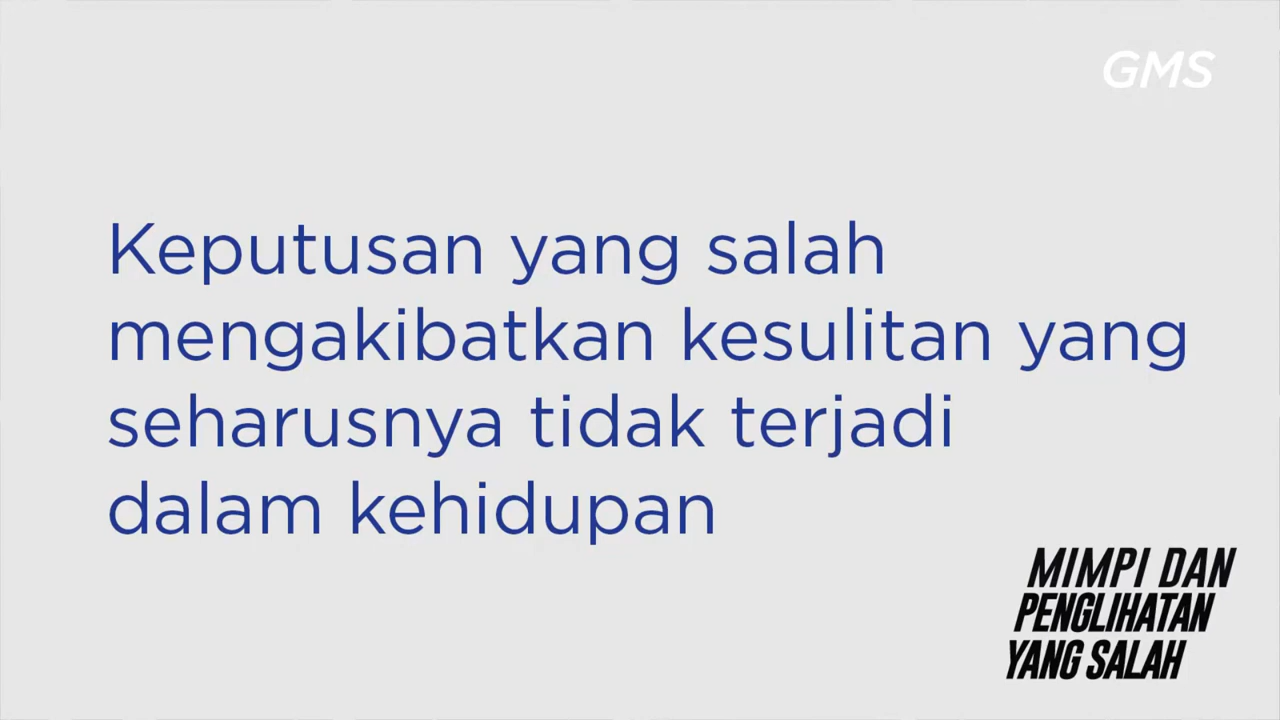 GMS
Keputusan yang salah
mengakibatkan kesulitan yang
seharusnya tidak terjadi
dalam kehidupan
MIMPI DAN
PENGLIHATAN
YANG SALAH